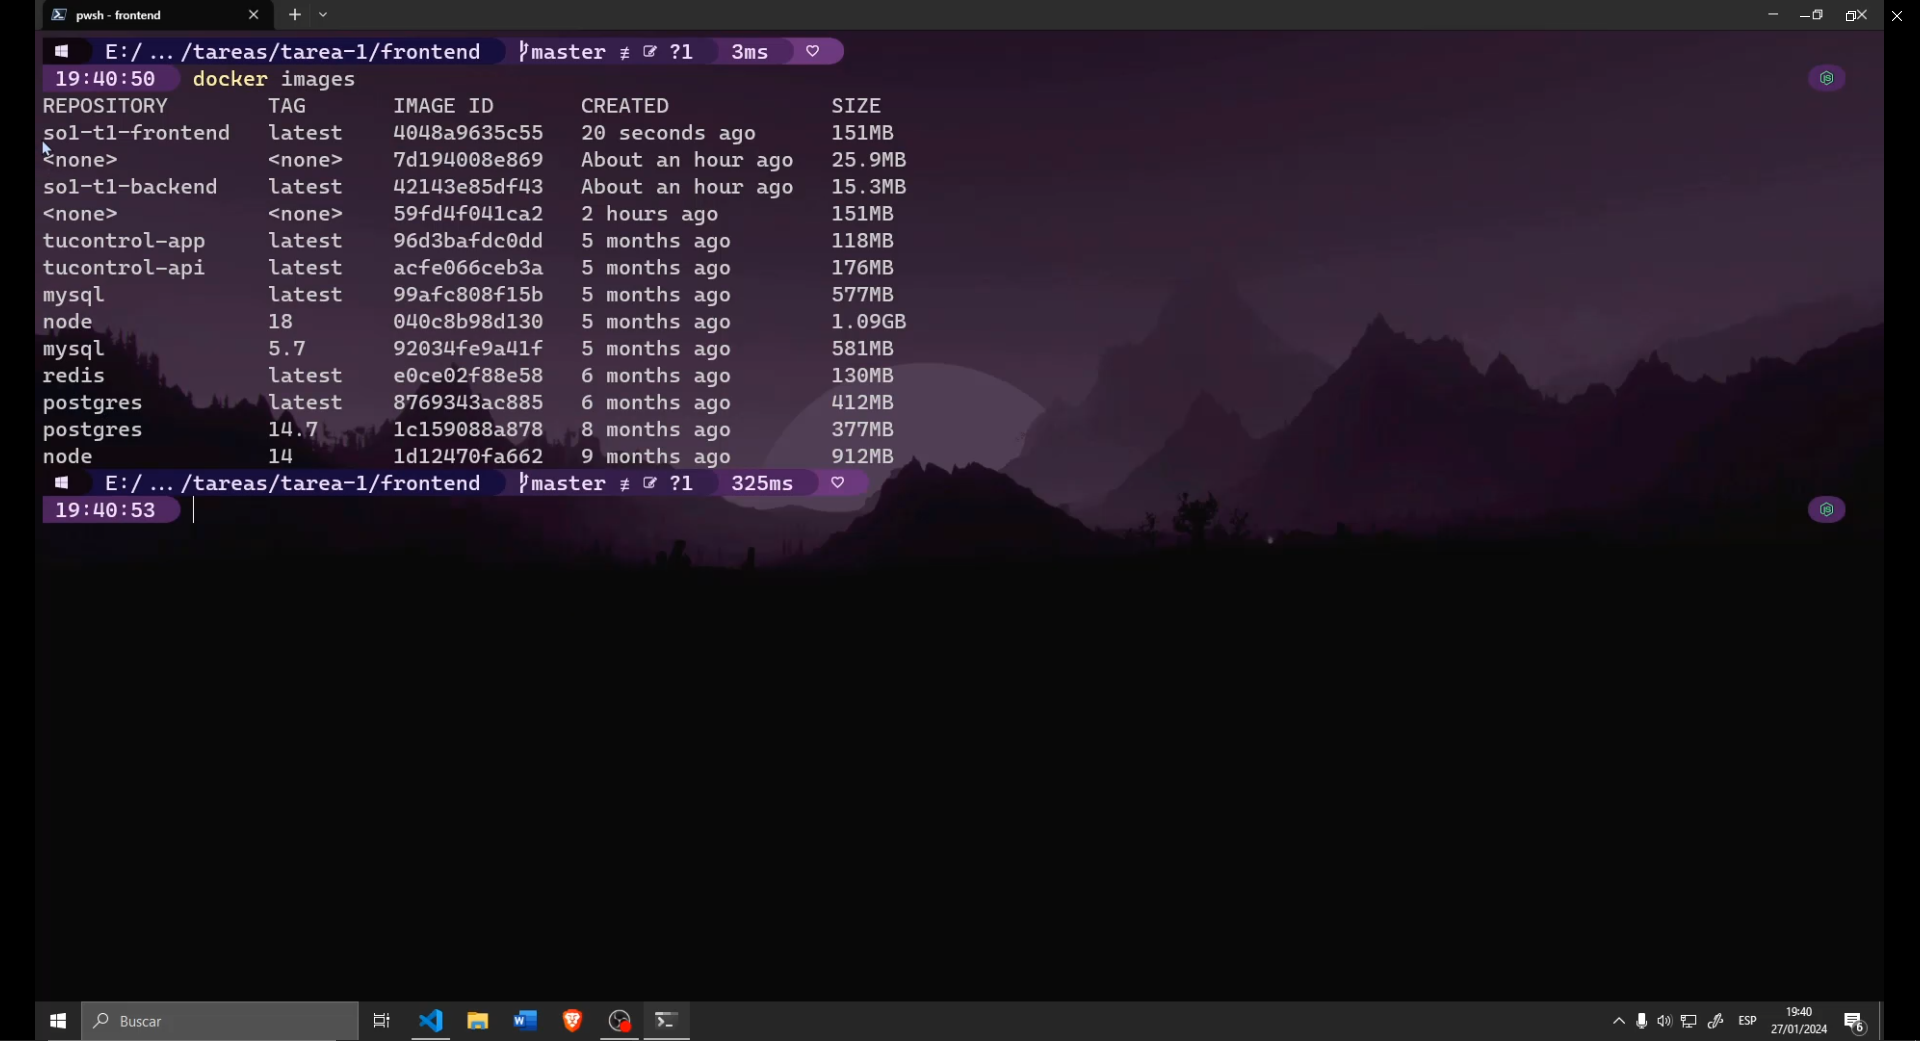 pwsh - frontend
E:/ … /tareas/tarea-1/frontend master ≢ ?1 3ms ♡
19:40:50 docker images
REPOSITORY TAG IMAGE ID CREATED SIZE
so1-t1-frontend latest 4048a9635c55 20 seconds ago 151MB
<none> <none> 7d194008e869 About an hour ago 25.9MB
so1-t1-backend latest 42143e85df43 About an hour ago 15.3MB
<none> <none> 59fd4f041ca2 2 hours ago 151MB
tucontrol-app latest 96d3bafdc0dd 5 months ago 118MB
tucontrol-api latest acfe066ceb3a 5 months ago 176MB
mysql latest 99afc808f15b 5 months ago 577MB
node 18 040c8b98d130 5 months ago 1.09GB
mysql 5.7 92034fe9a41f 5 months ago 581MB
redis latest e0ce02f88e58 6 months ago 130MB
postgres latest 8769343ac885 6 months ago 412MB
postgres 14.7 1c159088a878 8 months ago 377MB
node 14 1d12470fa662 9 months ago 912MB
E:/ … /tareas/tarea-1/frontend master ≢ ?1 325ms ♡
19:40:53
Buscar
ESP
19:40
27/01/2024
6